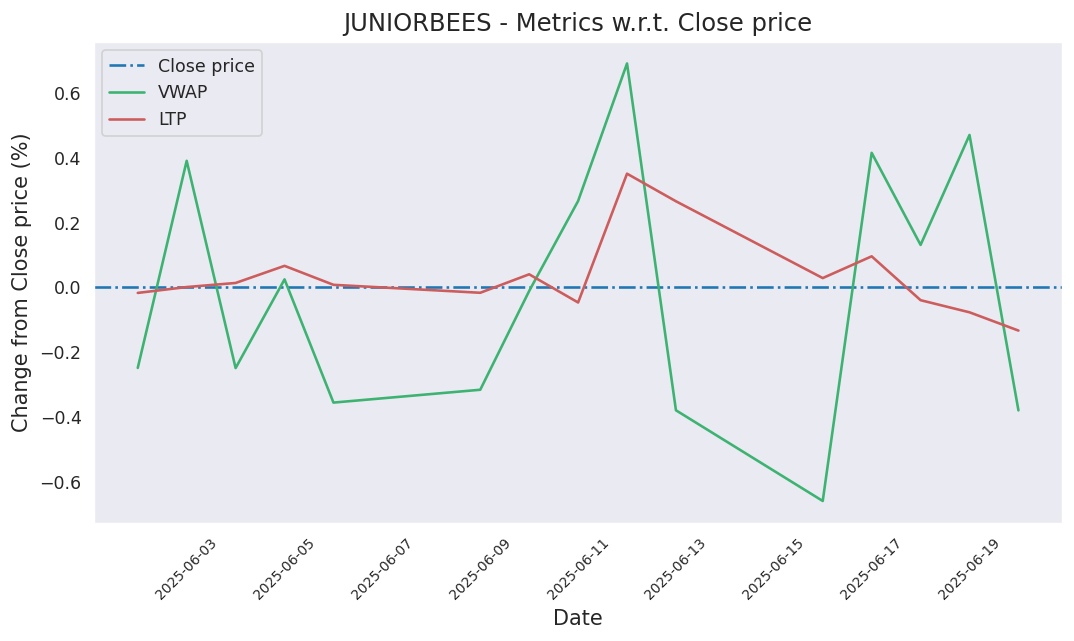 JUNIORBEES - Metrics w.r.t. Close price
Close price
VWAP
LTP
Change from Close price (%)
0.6
0.4
0.2
0.0
−0.2
−0.4
−0.6
2025-06-03
2025-06-05
2025-06-07
2025-06-09
2025-06-11
2025-06-13
2025-06-15
2025-06-17
2025-06-19
Date